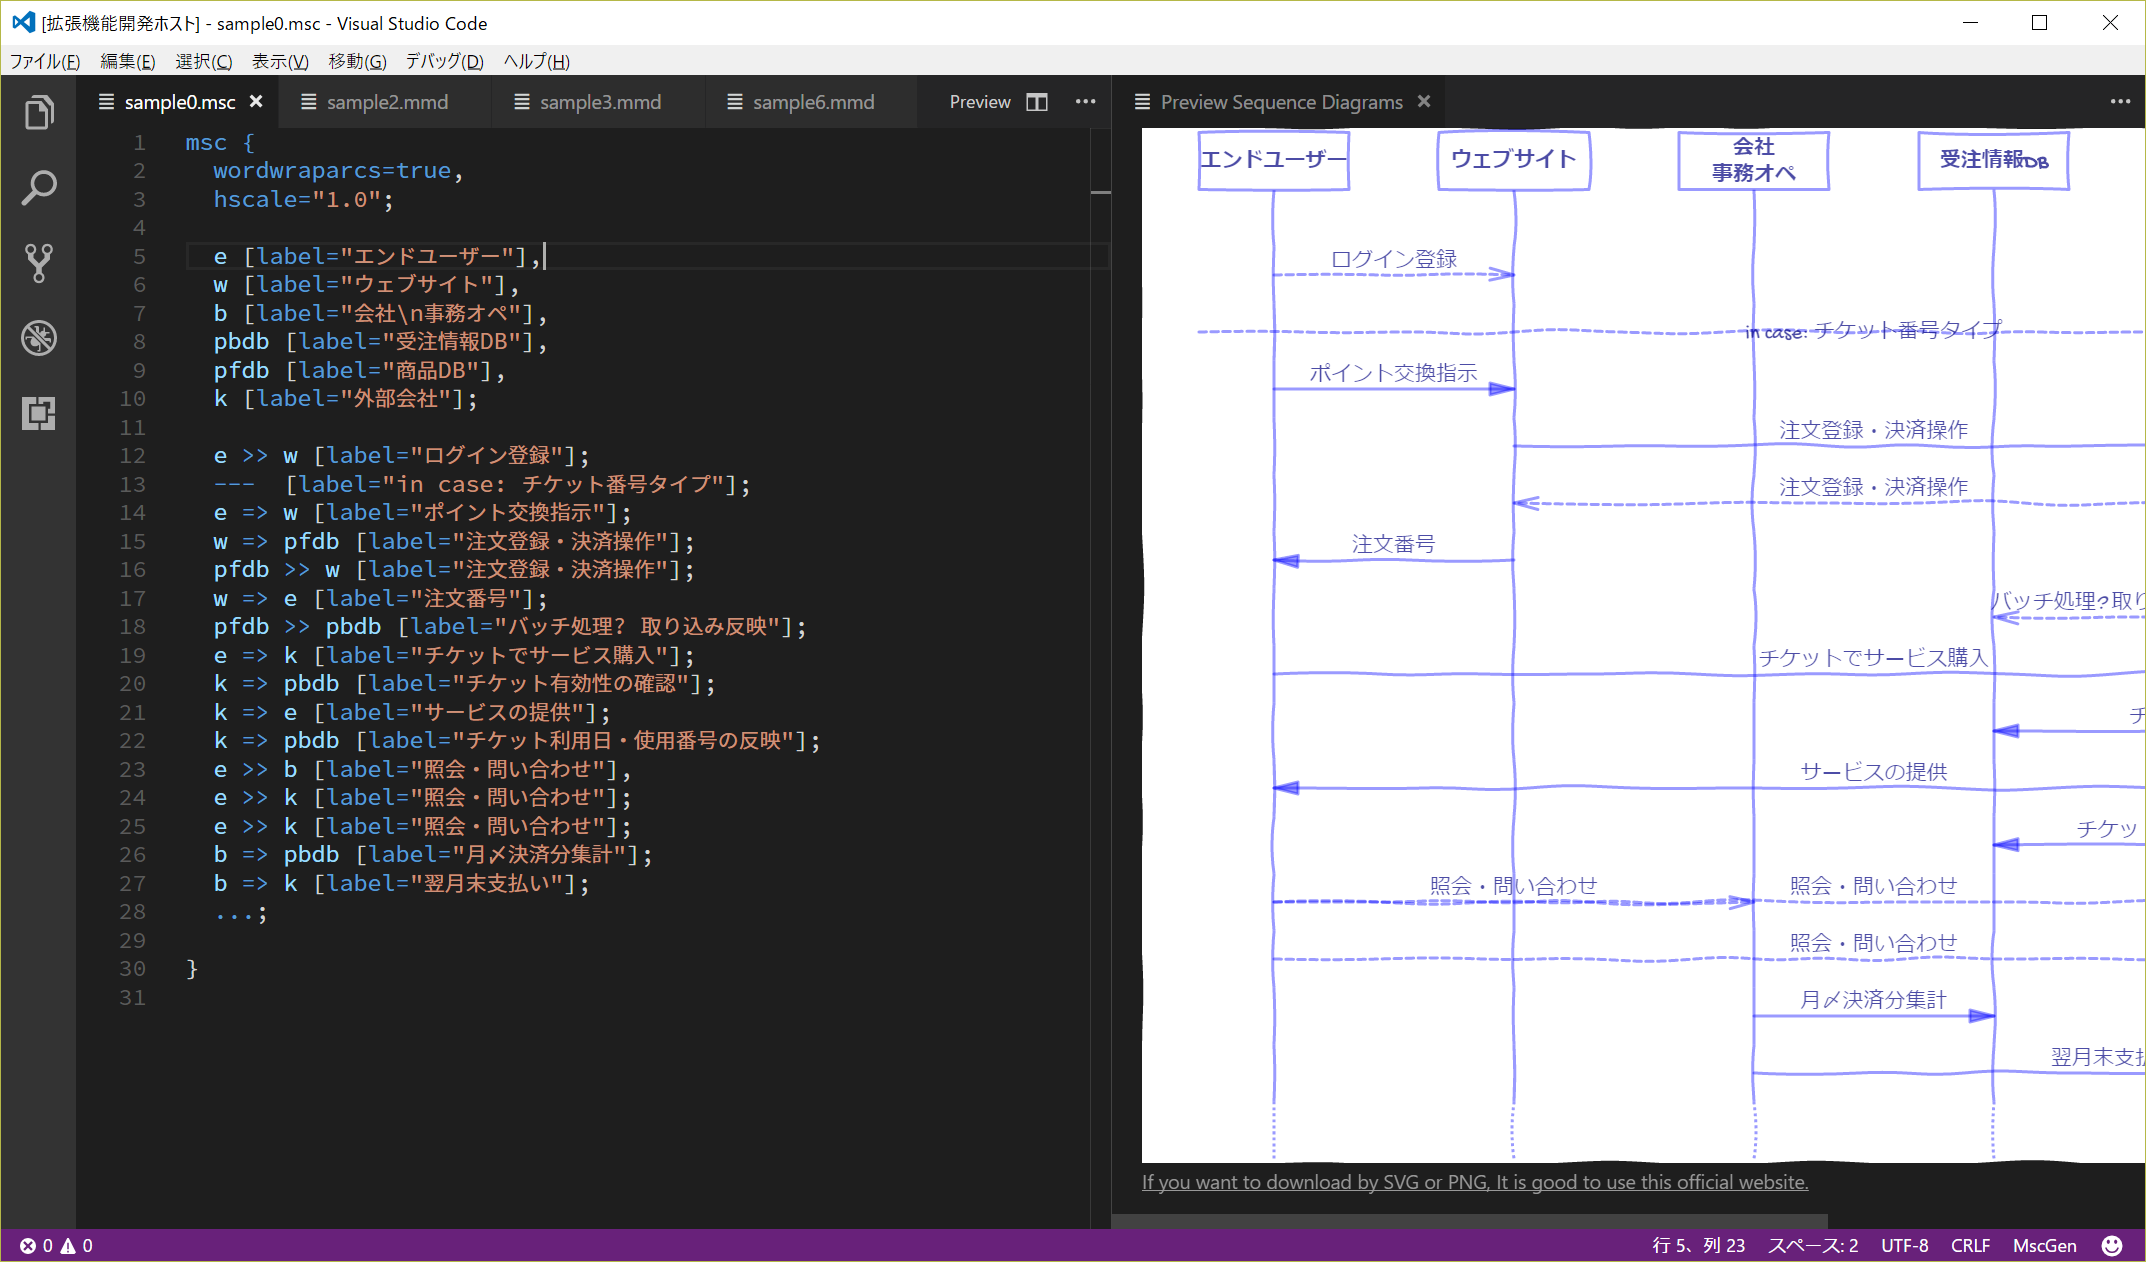 [拡張機能開発ホスト] - sample0.msc - Visual Studio Code
ファイル(F) 編集(E) 選択(C) 表示(V) 移動(G) デバッグ(D) ヘルプ(H)
sample0.msc × sample2.mmd sample3.mmd sample6.mmd Preview
1 msc {
2 wordwraparcs=true,
3 hscale="1.0";
4
5 e [label="エンドユーザー"],
6 w [label="ウェブサイト"],
7 b [label="会社\n事務オペ"],
8 pbdb [label="受注情報DB"],
9 pfdb [label="商品DB"],
10 k [label="外部会社"];
11
12 e >> w [label="ログイン登録"];
13 --- [label="in case: チケット番号タイプ"];
14 e => w [label="ポイント交換指示"];
15 w => pfdb [label="注文登録・決済操作"];
16 pfdb >> w [label="注文登録・決済操作"];
17 w => e [label="注文番号"];
18 pfdb >> pbdb [label="バッチ処理? 取り込み反映"];
19 e => k [label="チケットでサービス購入"];
20 k => pbdb [label="チケット有効性の確認"];
21 k => e [label="サービスの提供"];
22 k => pbdb [label="チケット利用日・使用番号の反映"];
23 e >> b [label="照会・問い合わせ"],
24 e >> k [label="照会・問い合わせ"];
25 e >> k [label="照会・問い合わせ"];
26 b => pbdb [label="月〆決済分集計"];
27 b => k [label="翌月末支払い"];
28 ...;
29
30 }
31
Preview Sequence Diagrams ×
エンドユーザー ウェブサイト 会社 受注情報DB
事務オペ
ログイン登録
in case: チケット番号タイプ
ポイント交換指示
注文登録・決済操作
注文登録・決済操作
注文番号
バッチ処理?取り
チケットでサービス購入
チ
サービスの提供
チケッ
照会・問い合わせ 照会・問い合わせ
照会・問い合わせ
月〆決済分集計
翌月末支払
If you want to download by SVG or PNG, It is good to use this official website.
0 0 行 5、列 23 スペース: 2 UTF-8 CRLF MscGen